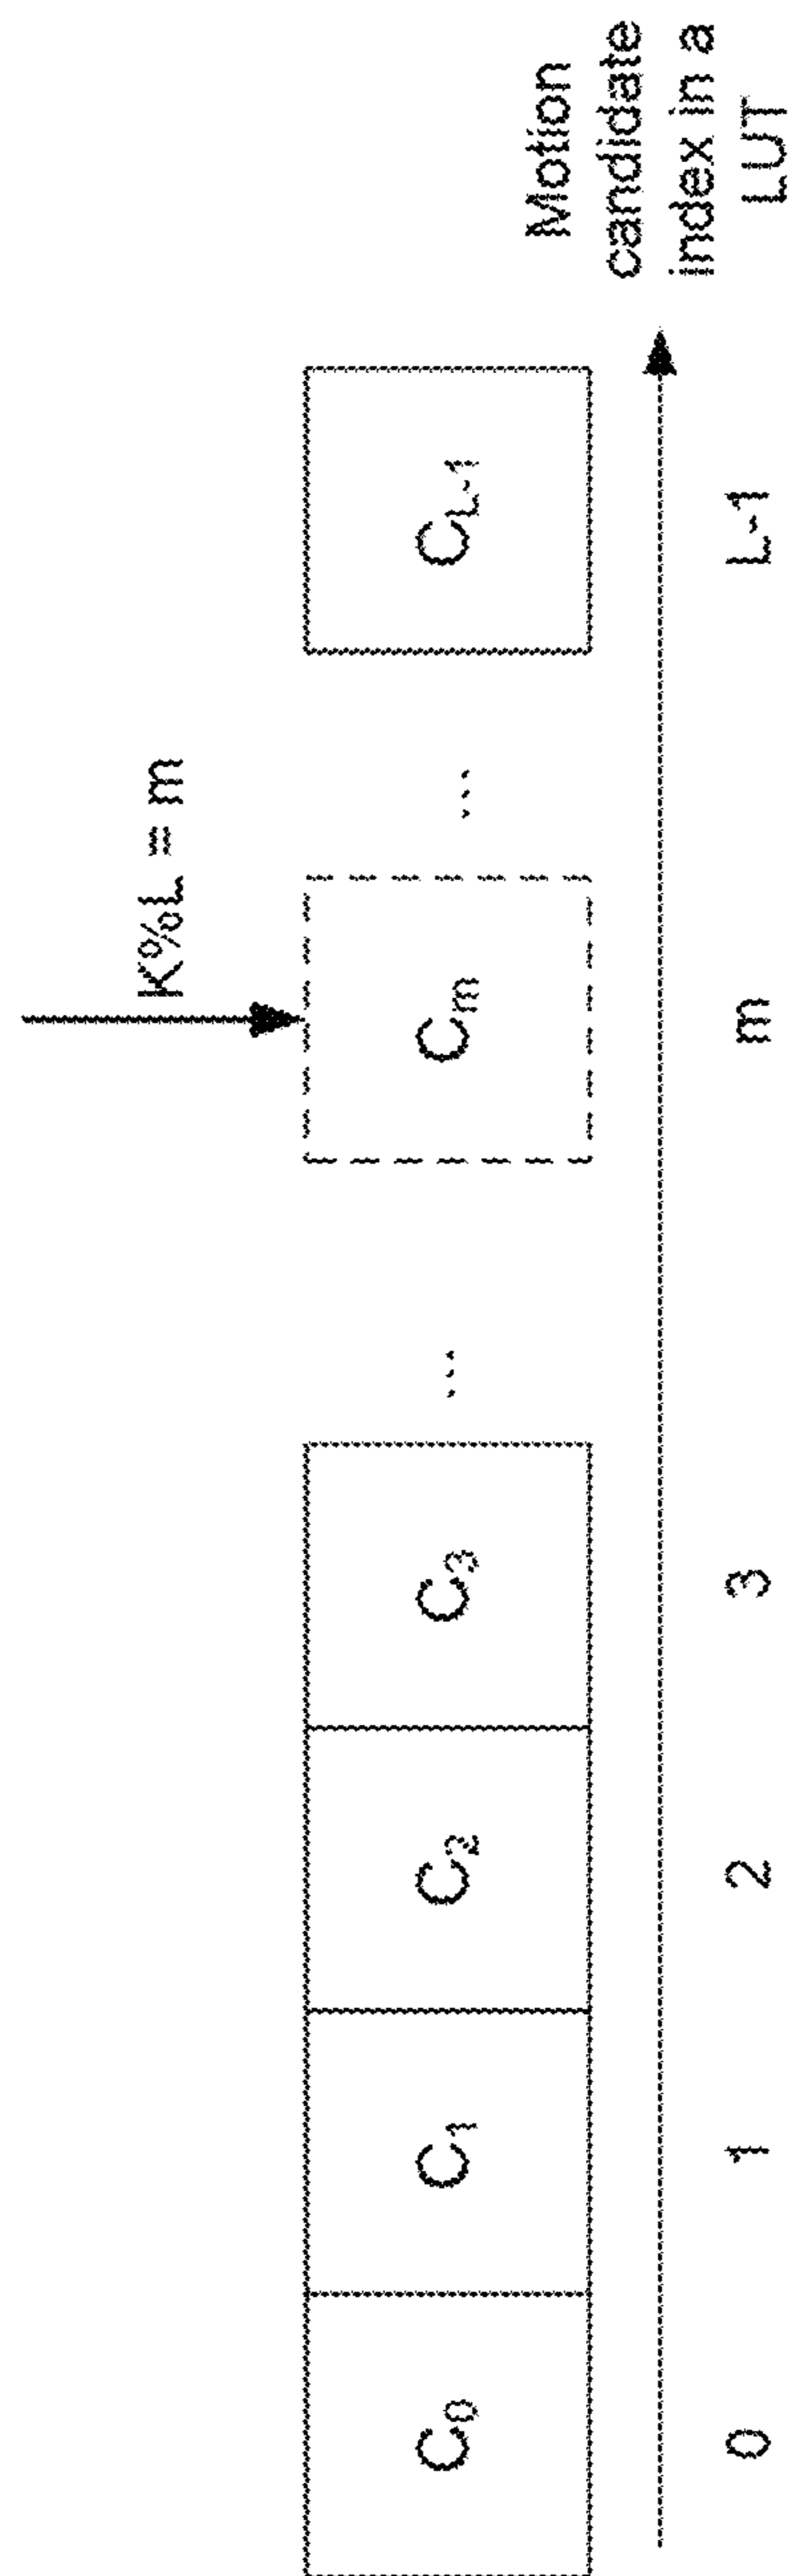 K%L = m
C0 C1 C2 C3 ... Cm ... CL-1
0 1 2 3 m L-1
Motion
candidate
index in a
LUT